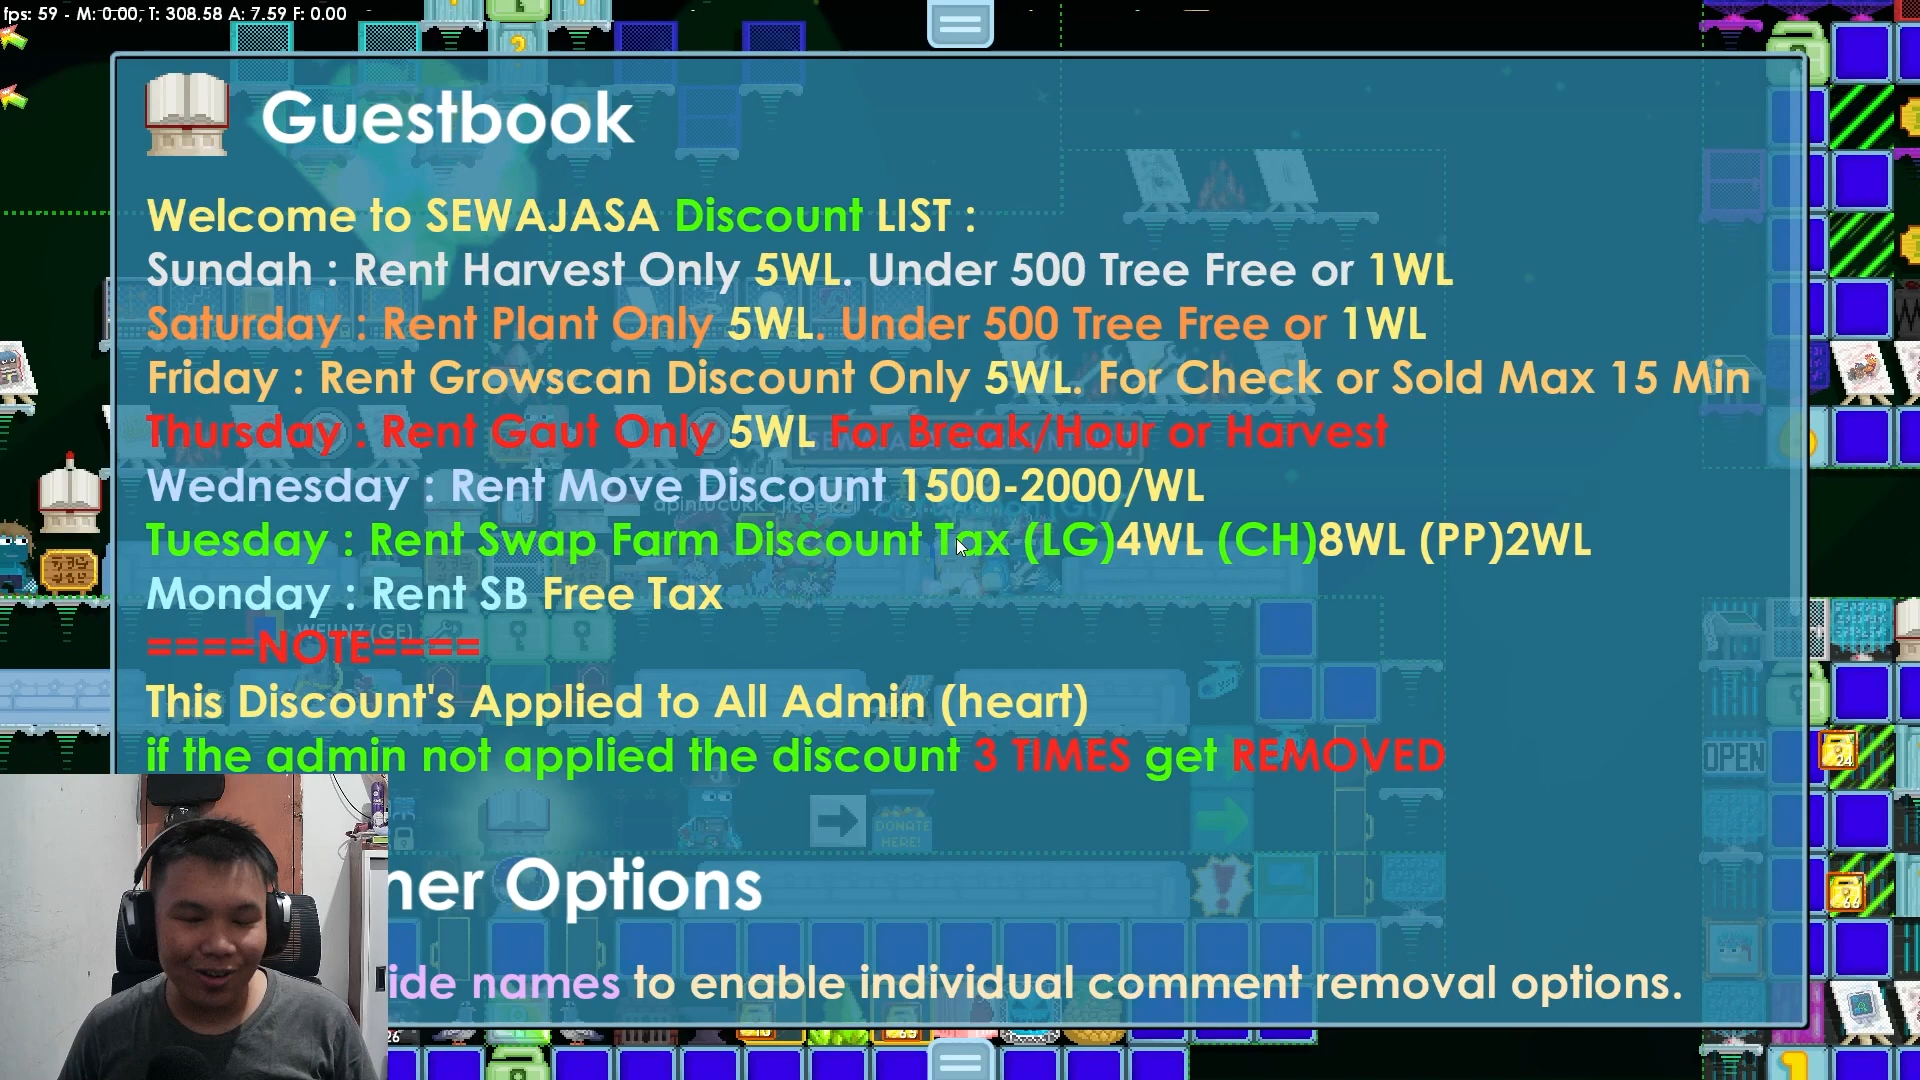 fps: 59 - M: 0.00, T: 308.58 A: 7.59 F: 0.00
Guestbook
Welcome to SEWAJASA Discount LIST :
Sundah : Rent Harvest Only 5WL. Under 500 Tree Free or 1WL
Saturday : Rent Plant Only 5WL. Under 500 Tree Free or 1WL
Friday : Rent Growscan Discount Only 5WL. For Check or Sold Max 15 Min
Thursday : Rent Gaut Only 5WL For Break/Hour or Harvest
Wednesday : Rent Move Discount 1500-2000/WL
Tuesday : Rent Swap Farm Discount Tax (LG)4WL (CH)8WL (PP)2WL
Monday : Rent SB Free Tax
====NOTE====
This Discount's Applied to All Admin (heart)
if the admin not applied the discount 3 TIMES get REMOVED
OPEN
24
DONATE HERE!
ner Options
66
ide names to enable individual comment removal options.